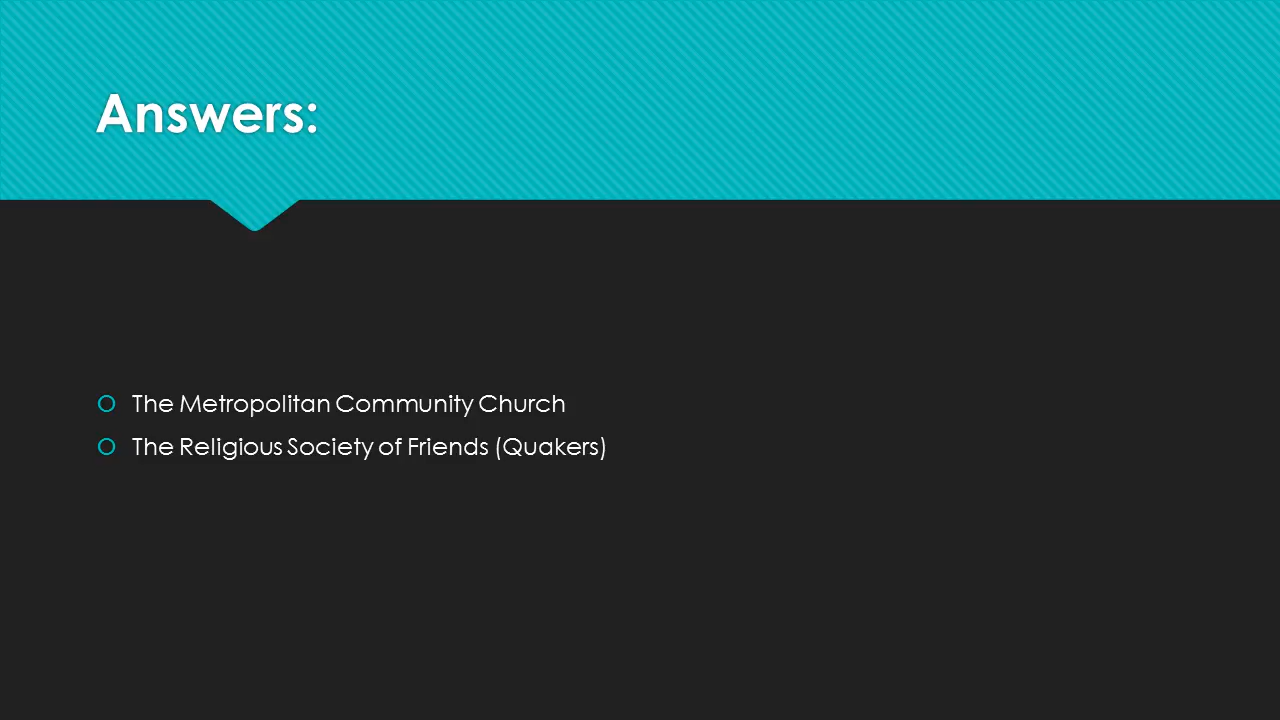 Answers:
The Metropolitan Community Church
The Religious Society of Friends (Quakers)